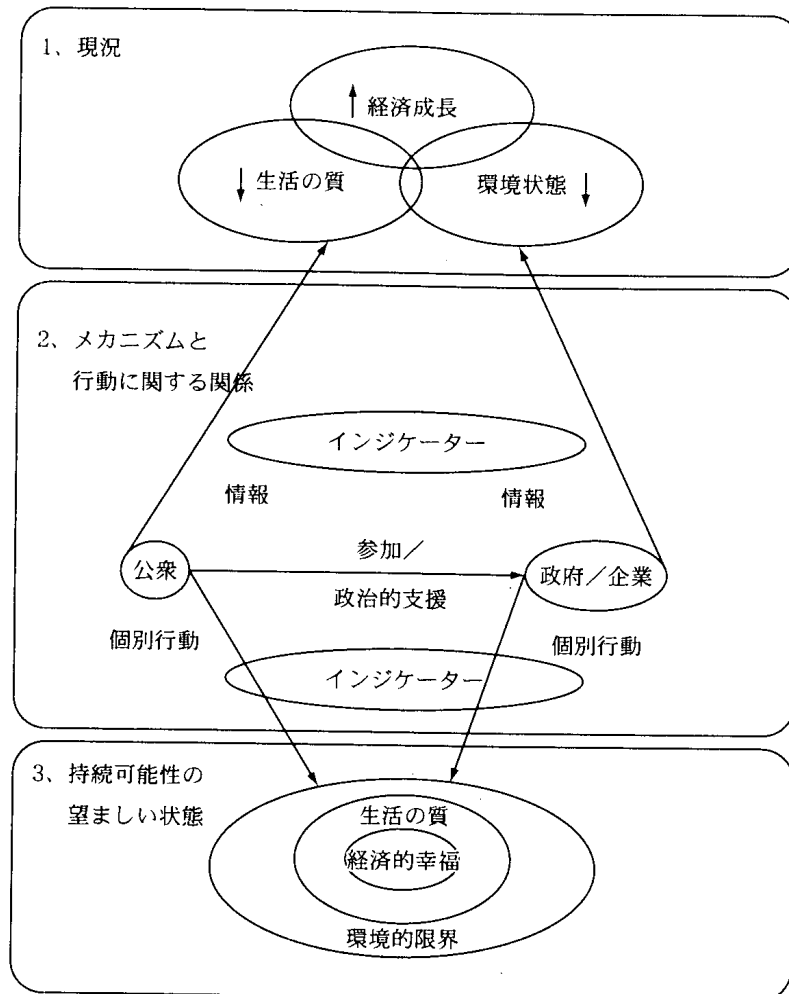 1、現況
↑ 経済成長
↓ 生活の質
環境状態 ↓
2、メカニズムと
行動に関する関係
インジケーター
情報
情報
公衆
参加／
政治的支援
政府／企業
個別行動
個別行動
インジケーター
3、持続可能性の
望ましい状態
生活の質
経済的幸福
環境的限界